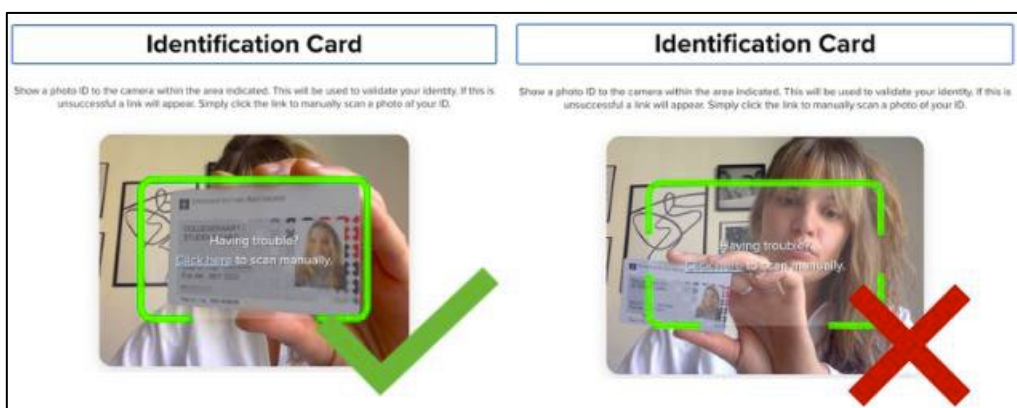 Identification Card
Show a photo ID to the camera within the area indicated. This will be used to validate your identity. If this is
unsuccessful a link will appear. Simply click the link to manually scan a photo of your ID.
COLLEGEKAART /
Having trouble?
Click here to scan manually.
Identification Card
Show a photo ID to the camera within the area indicated. This will be used to validate your identity. If this is
unsuccessful a link will appear. Simply click the link to manually scan a photo of your ID.
Having trouble?
Click here to scan manually.